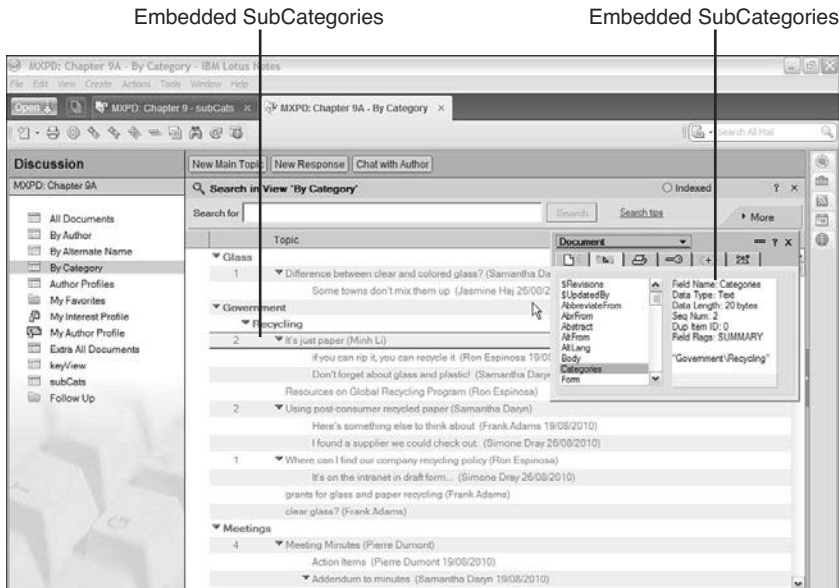 Embedded SubCategories
Embedded SubCategories
MXPD: Chapter 9A - By Category - IBM Lotus Notes
File Edit View Create Actions Tools Window Help
Open
MXPD: Chapter 9 - subCats ×
MXPD: Chapter 9A - By Category ×
Search All Mail
Discussion
New Main Topic New Response Chat with Author
MXPD: Chapter 9A
Search in View 'By Category'
Indexed ? ×
Search for
Search
Search tips
More
All Documents
By Author
By Alternate Name
By Category
Author Profiles
My Favorites
My Interest Profile
My Author Profile
Extra All Documents
keyView
subCats
Follow Up
Topic
Glass
1 Difference between clear and colored glass? (Samantha Da
Some towns don't mix them up (Jasmine Haj 26/08/2
Government
Recycling
2 It's just paper (Minh Li)
if you can rip it, you can recycle it (Ron Espinosa 19/08
Don't forget about glass and plastic! (Samantha Daryn
Resources on Global Recycling Program (Ron Espinosa)
2 Using post-consumer recycled paper (Samantha Daryn)
Here's something else to think about (Frank Adams 19/08/2010)
I found a supplier we could check out (Simone Dray 26/08/2010)
1 Where can I find our company recycling policy (Ron Espinosa)
It's on the intranet in draft form... (Simone Dray 26/08/2010)
grants for glass and paper recycling (Frank Adams)
clear glass? (Frank Adams)
Meetings
4 Meeting Minutes (Pierre Dumont)
Action Items (Pierre Dumont 19/08/2010)
Addendum to minutes (Samantha Daryn 19/08/2010)
Document
? X
$Revisions
$UpdatedBy
AbbreviateFrom
AbrFrom
Abstract
AltFrom
AltLang
Body
Categories
Form
Field Name: Categories
Data Type: Text
Data Length: 20 bytes
Seq Num: 2
Dup Item ID: 0
Field Flags: SUMMARY
"Government\Recycling"